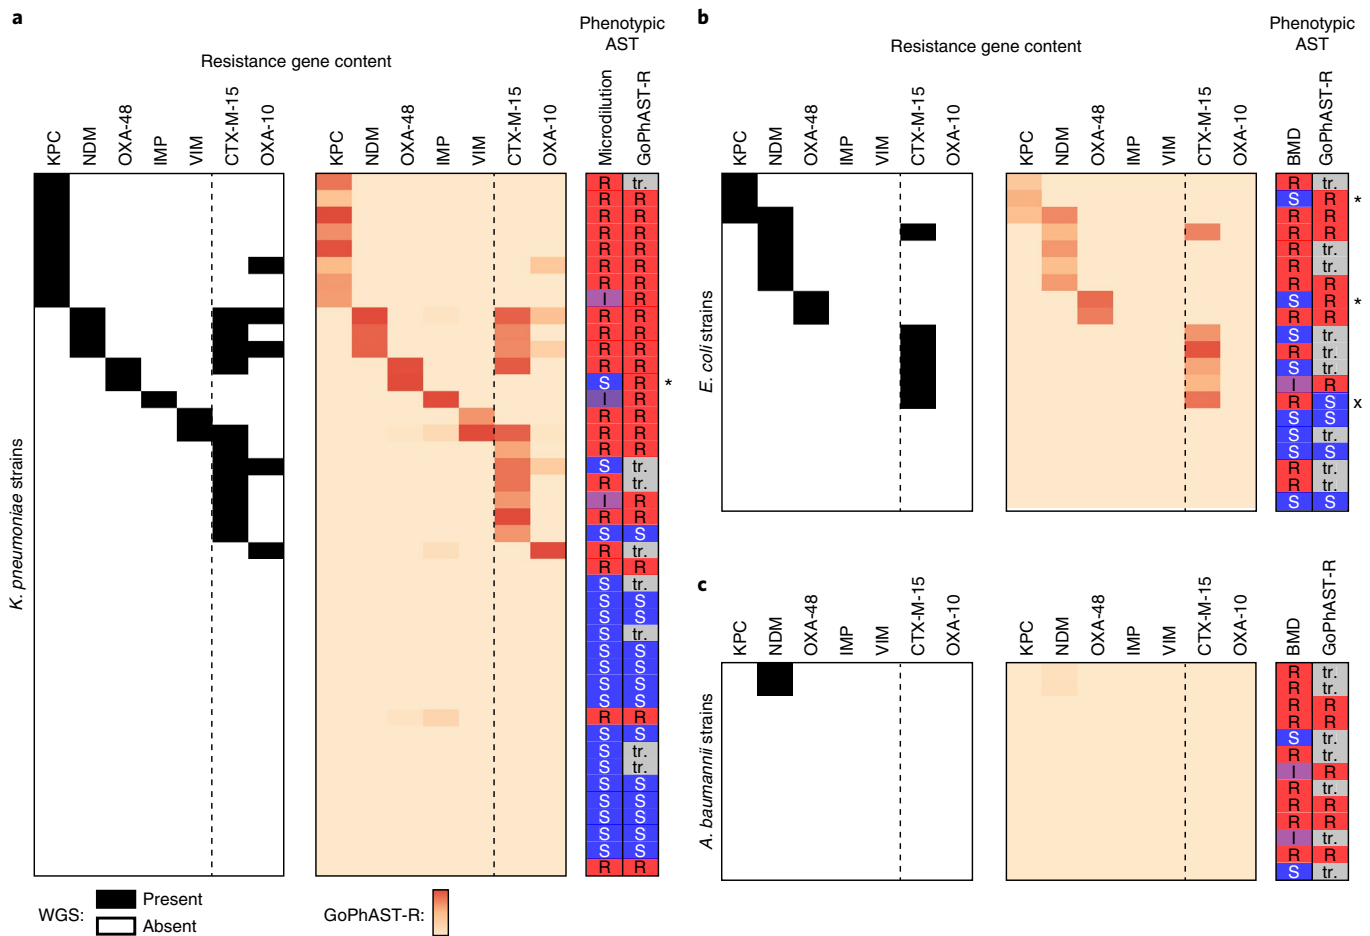 a
Resistance gene content
Phenotypic
AST
KPC
NDM
OXA-48
IMP
VIM
CTX-M-15
OXA-10
KPC
NDM
OXA-48
IMP
VIM
CTX-M-15
OXA-10
Microdilution
GoPhAST-R
K. pneumoniae strains
R tr.
R R
R R
R R
R R
R R
R R
I R
R R
R R
R R
R R
S R *
I R
R R
R R
R R
S tr.
R tr.
I R
R R
S S
R tr.
R R
S tr.
S S
S S
S tr.
S S
S S
S S
S S
R R
S S
S tr.
S tr.
S S
S S
S S
S S
S S
R R
WGS:
Present
Absent
GoPhAST-R:
b
Resistance gene content
Phenotypic
AST
KPC
NDM
OXA-48
IMP
VIM
CTX-M-15
OXA-10
KPC
NDM
OXA-48
IMP
VIM
CTX-M-15
OXA-10
BMD
GoPhAST-R
E. coli strains
R tr.
S R *
R R
R R
R tr.
R tr.
R R
S R *
R R
S tr.
R tr.
S tr.
I R
R S x
S S
S tr.
S S
R tr.
R tr.
S S
c
KPC
NDM
OXA-48
IMP
VIM
CTX-M-15
OXA-10
KPC
NDM
OXA-48
IMP
VIM
CTX-M-15
OXA-10
BMD
GoPhAST-R
A. baumannii strains
R tr.
R tr.
R R
R R
S tr.
R tr.
I R
R tr.
R R
R R
I tr.
R R
S tr.